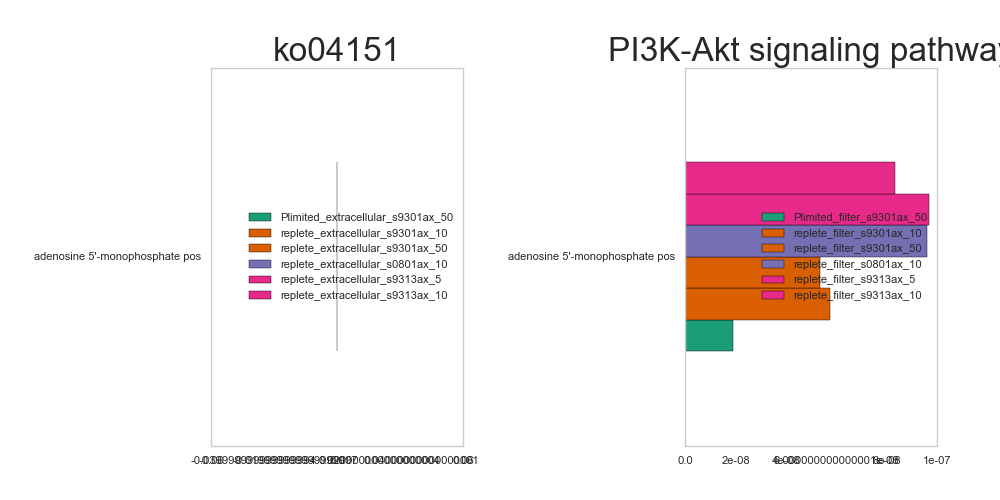 ko04151
PI3K-Akt signaling pathway
adenosine 5'-monophosphate pos
Plimited_extracellular_s9301ax_50
replete_extracellular_s9301ax_10
replete_extracellular_s9301ax_50
replete_extracellular_s0801ax_10
replete_extracellular_s9313ax_5
replete_extracellular_s9313ax_10
adenosine 5'-monophosphate pos
Plimited_filter_s9301ax_50
replete_filter_s9301ax_10
replete_filter_s9301ax_50
replete_filter_s0801ax_10
replete_filter_s9313ax_5
replete_filter_s9313ax_10
0.0
2e-08
1e-07